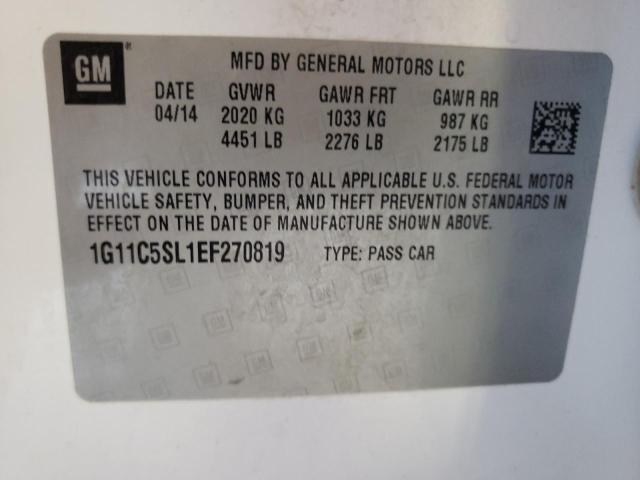 GM
MFD BY GENERAL MOTORS LLC
DATE GVWR GAWR FRT GAWR RR
04/14 2020 KG 1033 KG 987 KG
4451 LB 2276 LB 2175 LB
THIS VEHICLE CONFORMS TO ALL APPLICABLE U.S. FEDERAL MOTOR
VEHICLE SAFETY, BUMPER, AND THEFT PREVENTION STANDARDS IN
EFFECT ON THE DATE OF MANUFACTURE SHOWN ABOVE.
1G11C5SL1EF270819 TYPE: PASS CAR